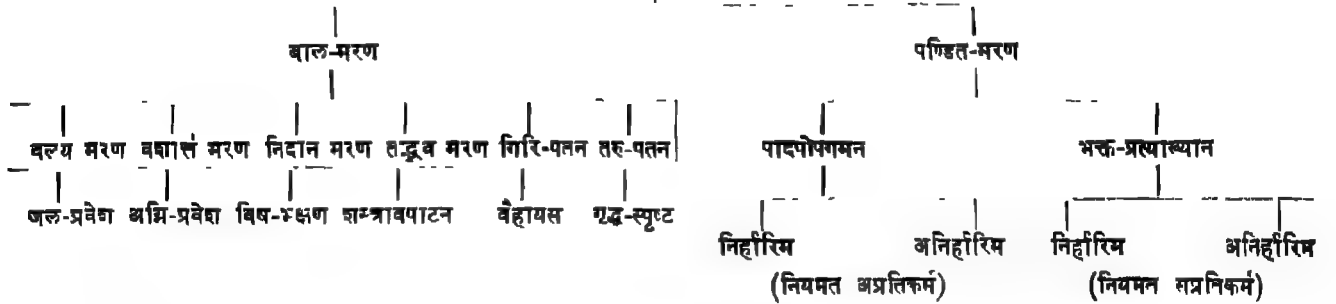 बाल-मरण पण्डित-मरण
वलय मरण वशार्त्त मरण निदान मरण तद्भव मरण गिरि-पतन तरु-पतन पादपोपगमन भक्त-प्रत्याख्यान
जल-प्रवेश अग्नि-प्रवेश विष-भक्षण शस्त्रावपाटन वैहायस गृद्ध-स्पृष्ट
निर्हारिम अनिर्हारिम निर्हारिम अनिर्हारिम
(नियमत अप्रतिकर्म) (नियमत सप्रतिकर्म)